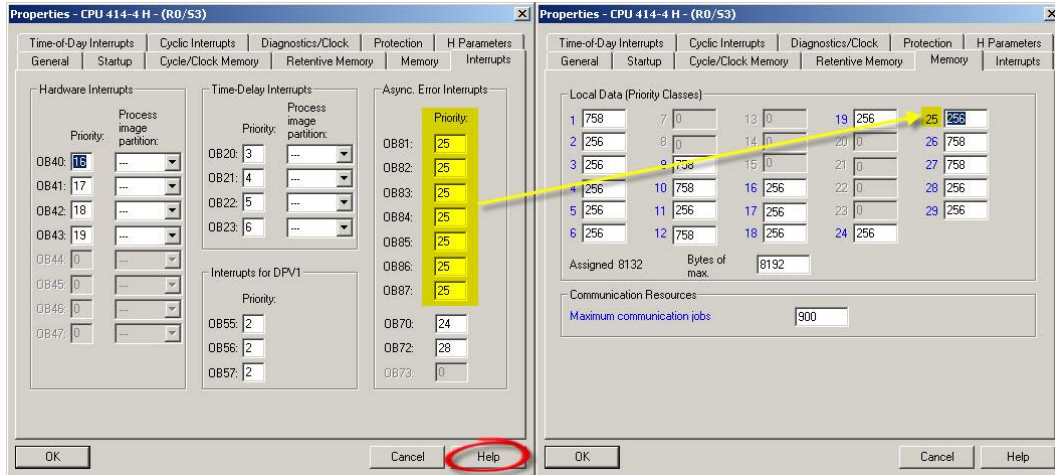 Properties - CPU 414-4 H - (R0/S3)
Time-of-Day Interrupts Cyclic Interrupts Diagnostics/Clock Protection H Parameters
General Startup Cycle/Clock Memory Retentive Memory Memory Interrupts
Hardware Interrupts
Priority: Process image partition:
OB40: 16 ---
OB41: 17 ---
OB42: 18 ---
OB43: 19 ---
OB44: 0 ---
OB45: 0 ---
OB46: 0 ---
OB47: 0 ---
Time-Delay Interrupts
Priority: Process image partition:
OB20: 3 ---
OB21: 4 ---
OB22: 5 ---
OB23: 6 ---
Interrupts for DPV1
Priority:
OB55: 2
OB56: 2
OB57: 2
Async. Error Interrupts
Priority:
OB81: 25
OB82: 25
OB83: 25
OB84: 25
OB85: 25
OB86: 25
OB87: 25
OB70: 24
OB72: 28
OB73: 0
OK Cancel Help
Properties - CPU 414-4 H - (R0/S3)
Time-of-Day Interrupts Cyclic Interrupts Diagnostics/Clock Protection H Parameters
General Startup Cycle/Clock Memory Retentive Memory Memory Interrupts
Local Data (Priority Classes)
1 758 7 0 13 0 19 256 25 256
2 256 8 0 14 0 20 0 26 758
3 256 9 758 15 0 21 0 27 758
4 256 10 758 16 256 22 0 28 256
5 256 11 256 17 256 23 0 29 256
6 256 12 758 18 256 24 256
Assigned 8132 Bytes of max. 8192
Communication Resources
Maximum communication jobs 900
OK Cancel Help